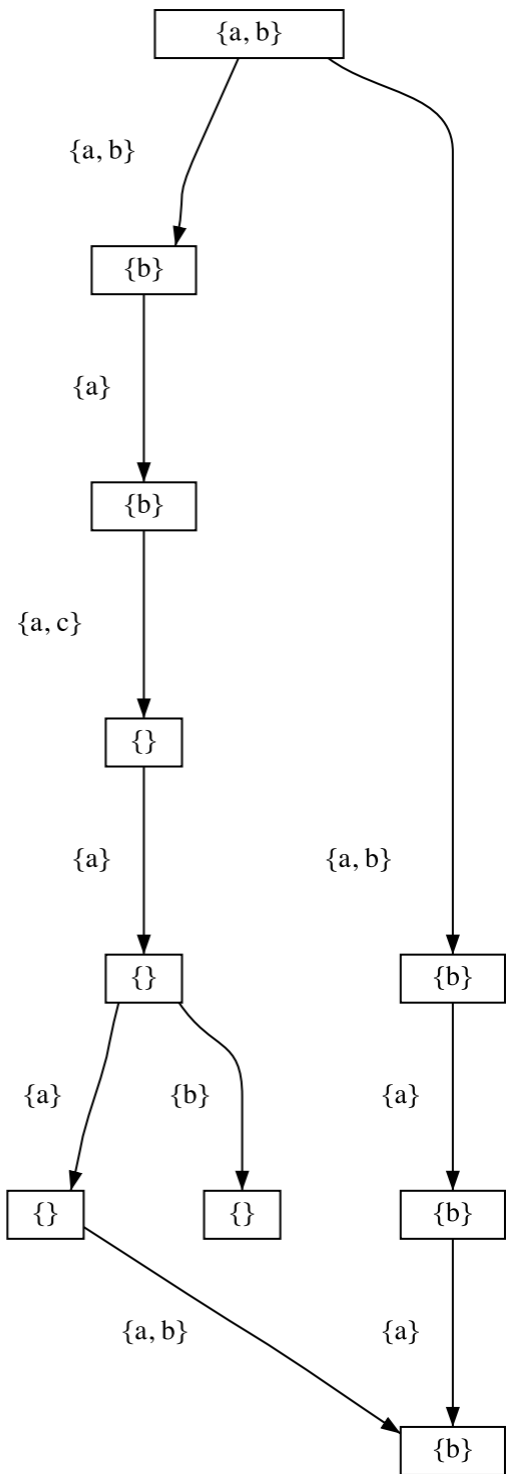 {a, b}
{a, b}
{b}
{a}
{b}
{a, c}
{}
{a}
{a, b}
{}
{b}
{a}
{b}
{a}
{}
{}
{b}
{a, b}
{a}
{b}